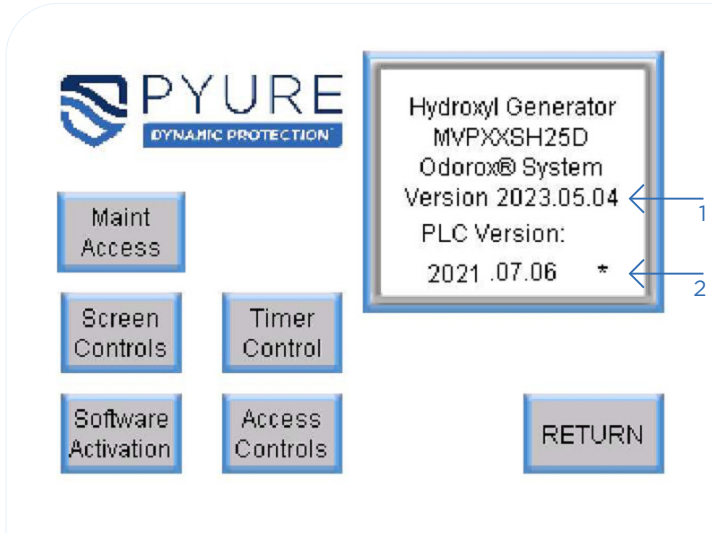 PYURE
DYNAMIC PROTECTION™
Hydroxyl Generator
MVPXXSH25D
Odorox® System
Version 2023.05.04
1
PLC Version:
2021 .07.06 *
2
Maint
Access
Screen
Controls
Timer
Control
Software
Activation
Access
Controls
RETURN